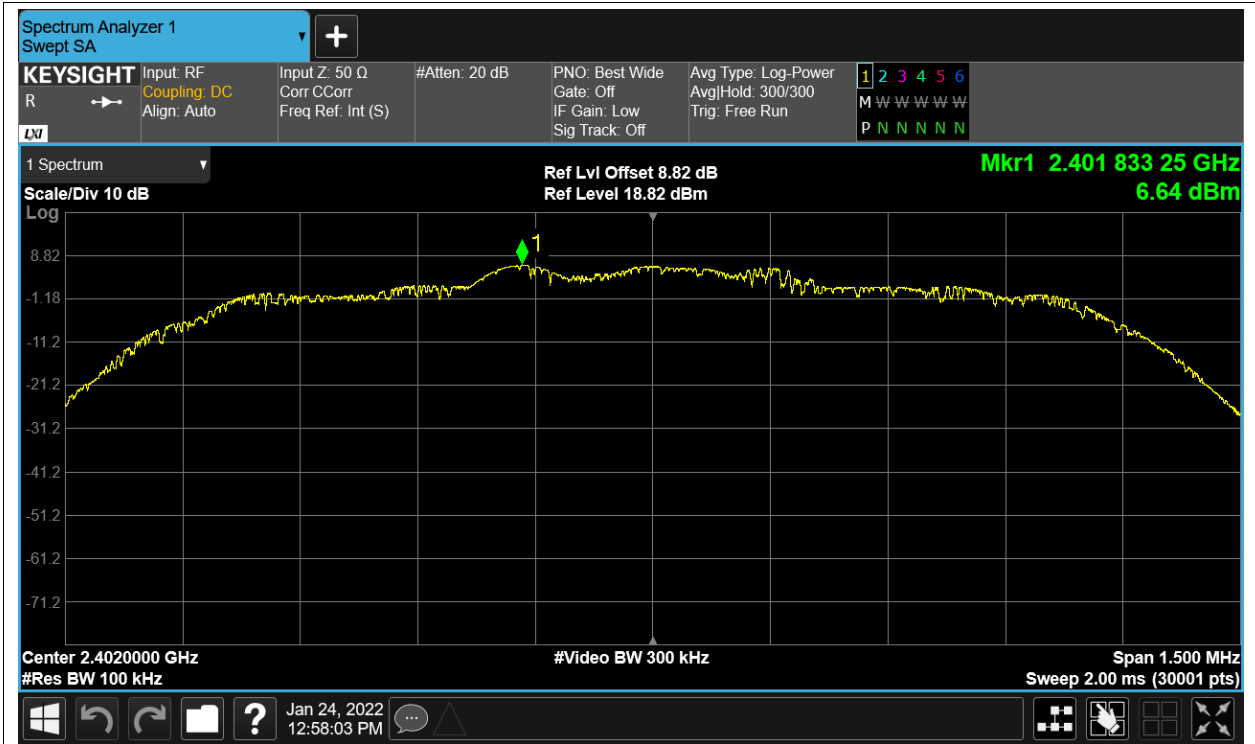 Spectrum Analyzer 1
Swept SA
KEYSIGHT
R
LXI
Input: RF
Coupling: DC
Align: Auto
Input Z: 50 Ω
Corr CCorr
Freq Ref: Int (S)
#Atten: 20 dB
PNO: Best Wide
Gate: Off
IF Gain: Low
Sig Track: Off
Avg Type: Log-Power
Avg|Hold: 300/300
Trig: Free Run
1 2 3 4 5 6
M W W W W W
P N N N N N
1 Spectrum
Scale/Div 10 dB
Log
Ref Lvl Offset 8.82 dB
Ref Level 18.82 dBm
Mkr1 2.401 833 25 GHz
6.64 dBm
1
8.82
-1.18
-11.2
-21.2
-31.2
-41.2
-51.2
-61.2
-71.2
Center 2.4020000 GHz
#Video BW 300 kHz
Span 1.500 MHz
#Res BW 100 kHz
Sweep 2.00 ms (30001 pts)
?
Jan 24, 2022
12:58:03 PM